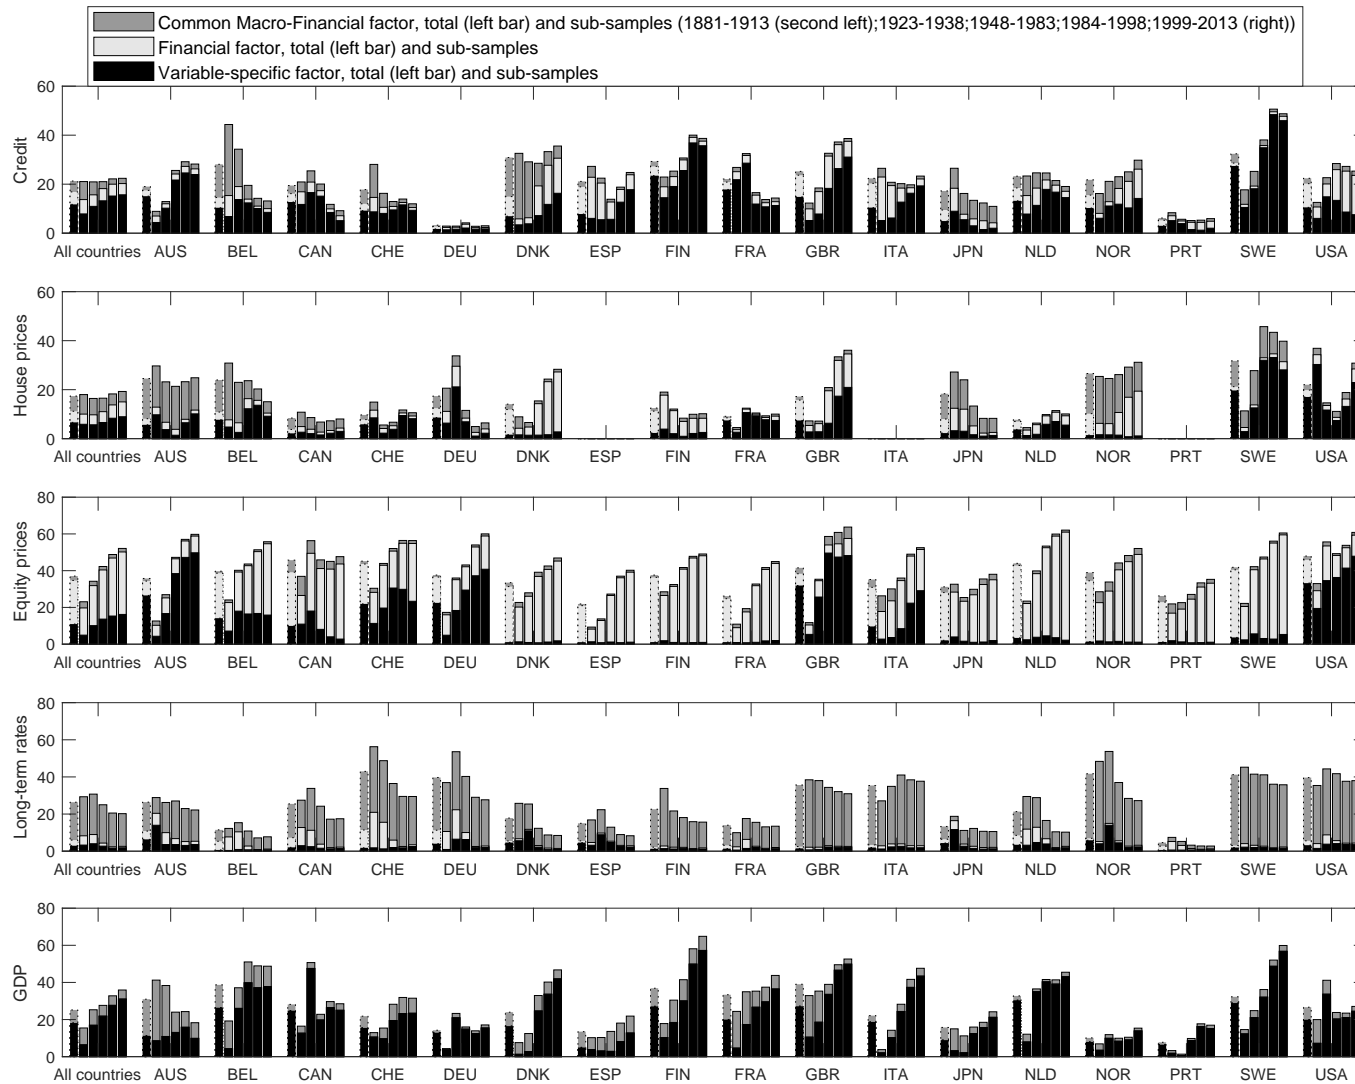 Common Macro-Financial factor, total (left bar) and sub-samples (1881-1913 (second left);1923-1938;1948-1983;1984-1998;1999-2013 (right))
Financial factor, total (left bar) and sub-samples
Variable-specific factor, total (left bar) and sub-samples
Credit
60
40
20
0
All countries AUS BEL CAN CHE DEU DNK ESP FIN FRA GBR ITA JPN NLD NOR PRT SWE USA
House prices
60
40
20
0
All countries AUS BEL CAN CHE DEU DNK ESP FIN FRA GBR ITA JPN NLD NOR PRT SWE USA
Equity prices
80
60
40
20
0
All countries AUS BEL CAN CHE DEU DNK ESP FIN FRA GBR ITA JPN NLD NOR PRT SWE USA
Long-term rates
80
60
40
20
0
All countries AUS BEL CAN CHE DEU DNK ESP FIN FRA GBR ITA JPN NLD NOR PRT SWE USA
GDP
80
60
40
20
0
All countries AUS BEL CAN CHE DEU DNK ESP FIN FRA GBR ITA JPN NLD NOR PRT SWE USA